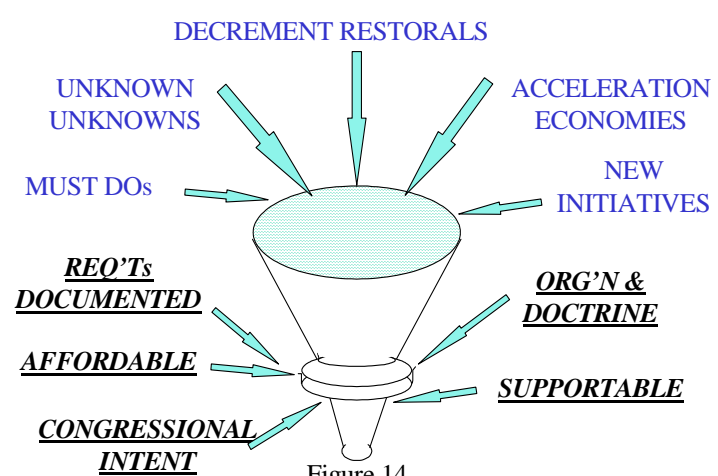 DECREMENT RESTORALS
UNKNOWN
UNKNOWNS
ACCELERATION
ECONOMIES
MUST DOs
NEW
INITIATIVES
REQ'Ts
DOCUMENTED
ORG'N &
DOCTRINE
AFFORDABLE
SUPPORTABLE
CONGRESSIONAL
INTENT
Figure 14